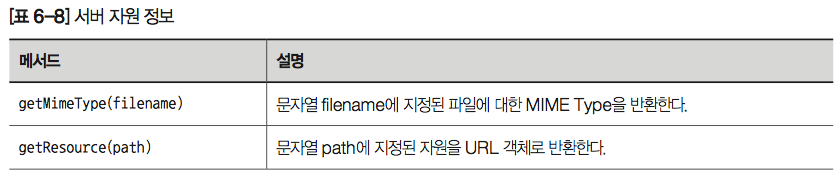 [표 6-8] 서버 자원 정보
메서드 설명
getMimeType(filename) 문자열 filename에 지정된 파일에 대한 MIME Type을 반환한다.
getResource(path) 문자열 path에 지정된 자원을 URL 객체로 반환한다.